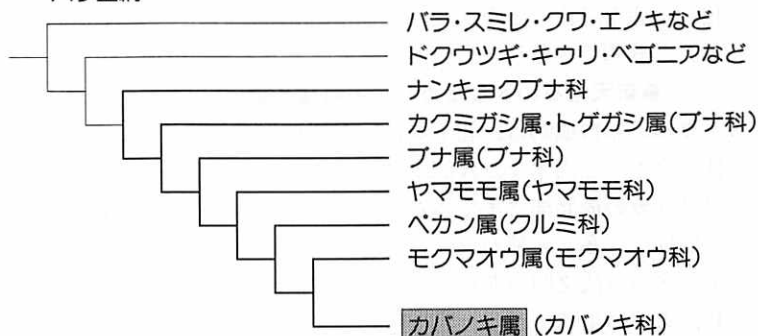 バラ・スミレ・クワ・エノキなど
ドクウツギ・キウリ・ベゴニアなど
ナンキョクブナ科
カクミガシ属・トゲガシ属(ブナ科)
ブナ属(ブナ科)
ヤマモモ属(ヤマモモ科)
ペカン属(クルミ科)
モクマオウ属(モクマオウ科)
カバノキ属(カバノキ科)